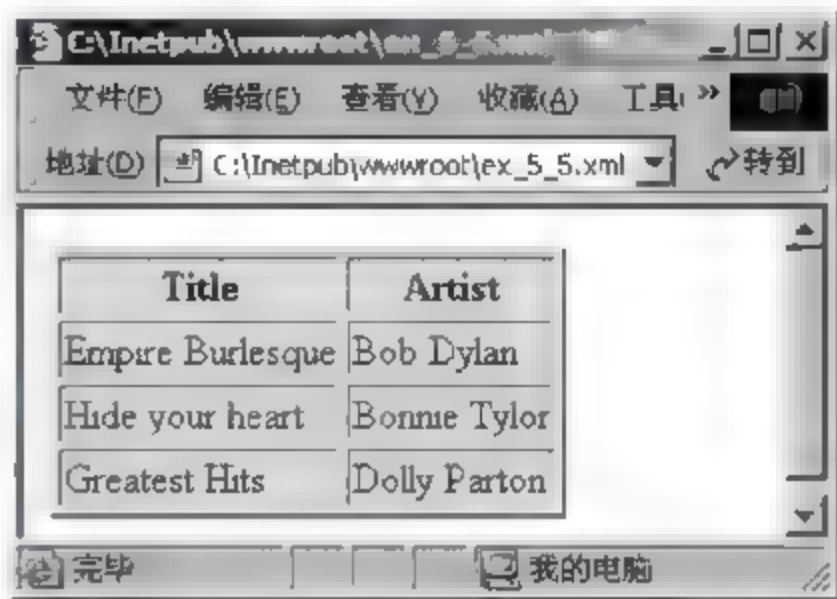 C:\Inetpub\wwwroot\ex_5_5.xml
文件(F) 编辑(E) 查看(V) 收藏(A) 工具 »
地址(D) C:\Inetpub\wwwroot\ex_5_5.xml 转到
Title Artist
Empire Burlesque Bob Dylan
Hide your heart Bonnie Tylor
Greatest Hits Dolly Parton
完毕 我的电脑